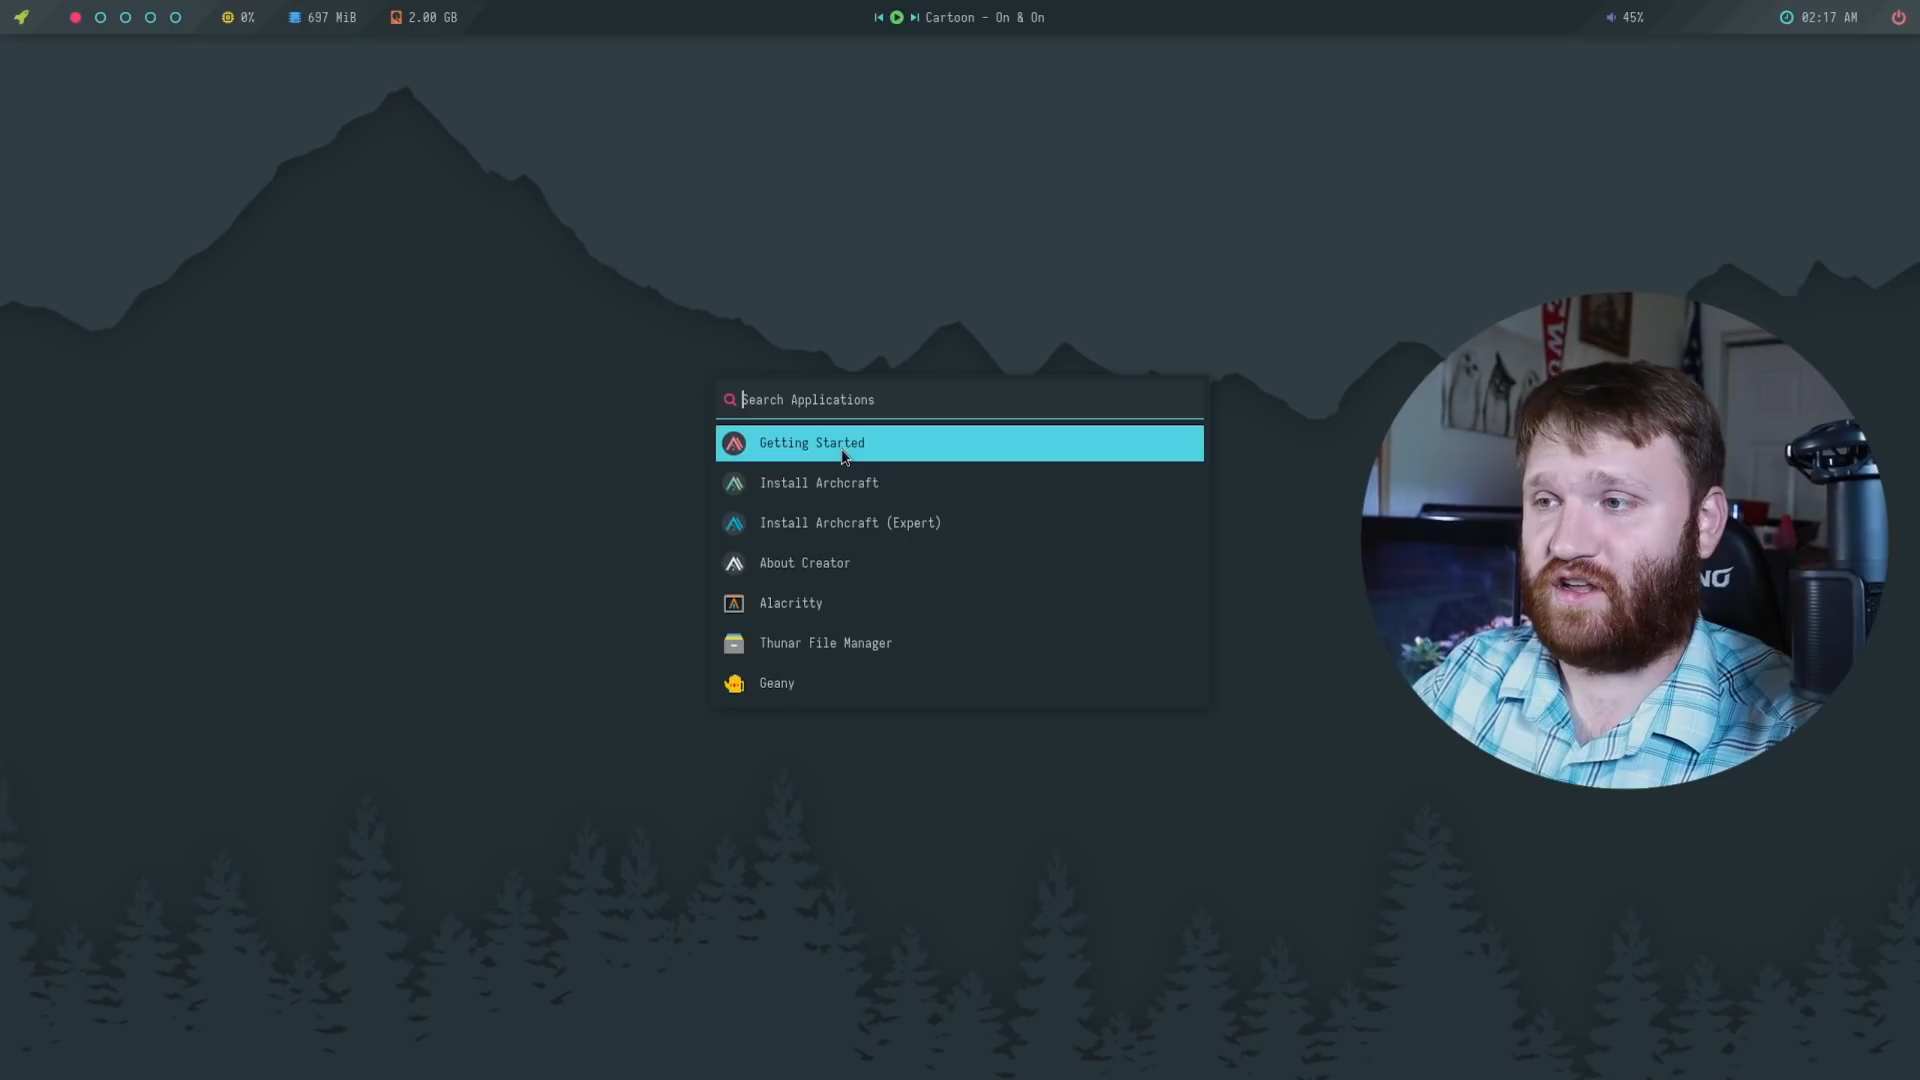 0%
697 MiB
2.00 GB
Cartoon - On & On
45%
02:17 AM
Search Applications
Getting Started
Install Archcraft
Install Archcraft (Expert)
About Creator
Alacritty
Thunar File Manager
Geany